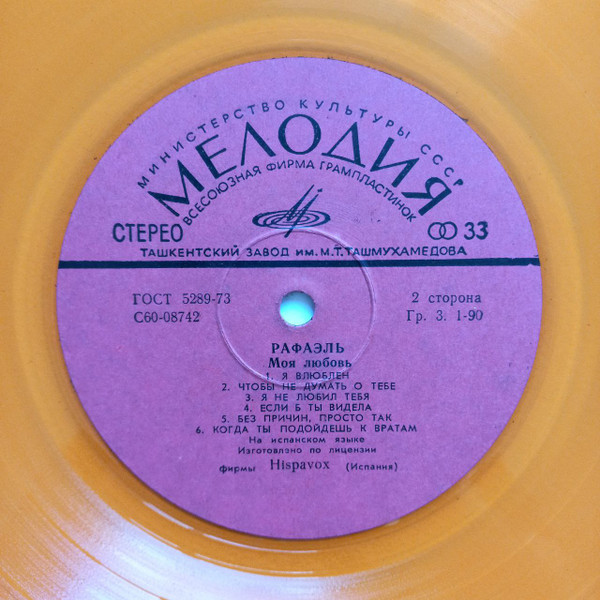 МИНИСТЕРСТВО КУЛЬТУРЫ СССР
МЕЛОДИЯ
ВСЕСОЮЗНАЯ ФИРМА ГРАМПЛАСТИНОК
СТЕРЕО 33
ТАШКЕНТСКИЙ ЗАВОД ИМ. М.Т. ТАШМУХАМЕДОВА
ГОСТ 5289-73 2 сторона
С60-08742 Гр. 3. 1-90
РАФАЭЛЬ
Моя любовь
1. Я ВЛЮБЛЕН
2. ЧТОБЫ НЕ ДУМАТЬ О ТЕБЕ
3. Я НЕ ЛЮБИЛ ТЕБЯ
4. ЕСЛИ Б ТЫ ВИДЕЛА
5. БЕЗ ПРИЧИН, ПРОСТО ТАК
6. КОГДА ТЫ ПОДОЙДЕШЬ К ВРАТАМ
На испанском языке
Изготовлено по лицензии
фирмы Hispavox (Испания)